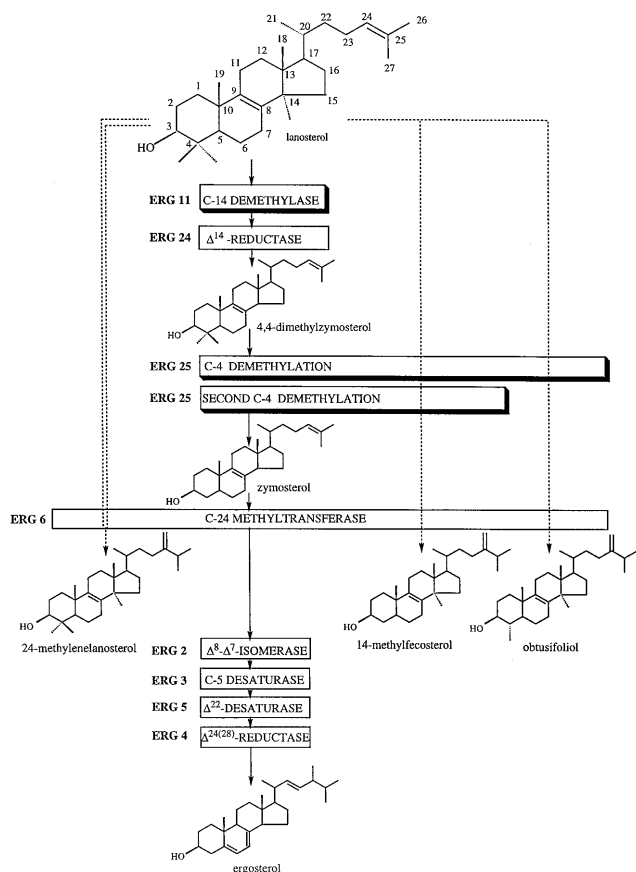 21 22 24 26
20
18 23 25
12 17 27
11
19 13 16
1
2 9 14 15
10 8
3 5 7 lanosterol
4 6
HO
ERG 11 C-14 DEMETHYLASE
ERG 24 Δ14 -REDUCTASE
HO
4,4-dimethylzymosterol
ERG 25 C-4 DEMETHYLATION
ERG 25 SECOND C-4 DEMETHYLATION
HO
zymosterol
ERG 6 C-24 METHYLTRANSFERASE
HO HO HO
24-methylenelanosterol 14-methylfecosterol obtusifoliol
ERG 2 Δ8-Δ7-ISOMERASE
ERG 3 C-5 DESATURASE
ERG 5 Δ22-DESATURASE
ERG 4 Δ24(28)-REDUCTASE
HO
ergosterol